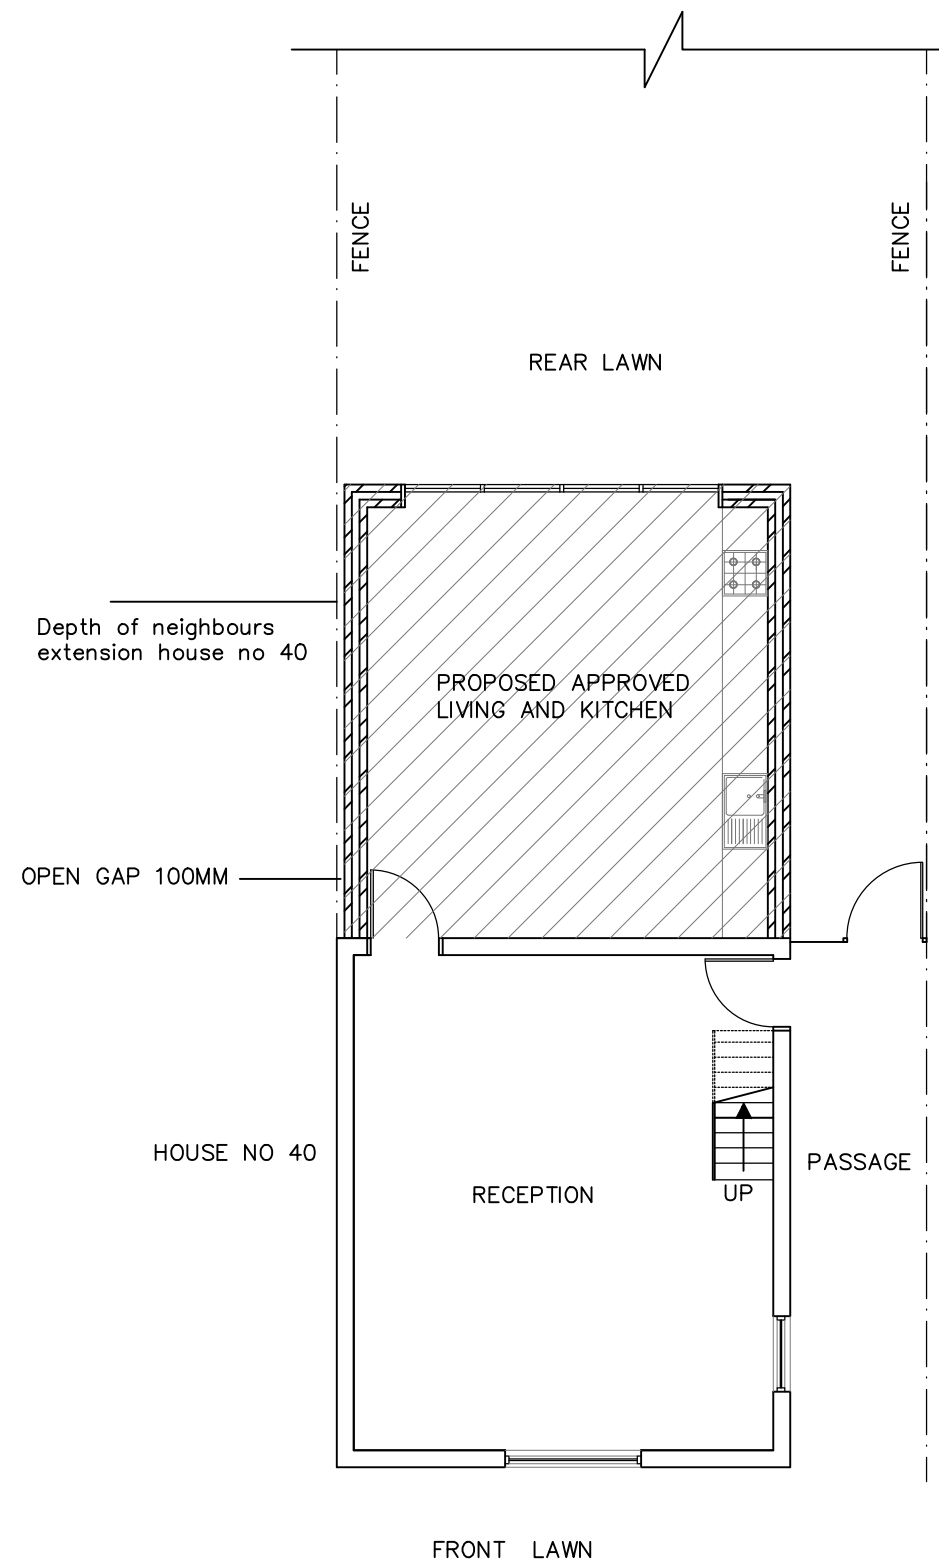 FENCE
FENCE
REAR LAWN
Depth of neighbours
extension house no 40
PROPOSED APPROVED
LIVING AND KITCHEN
OPEN GAP 100MM
HOUSE NO 40
PASSAGE
RECEPTION
UP
FRONT LAWN